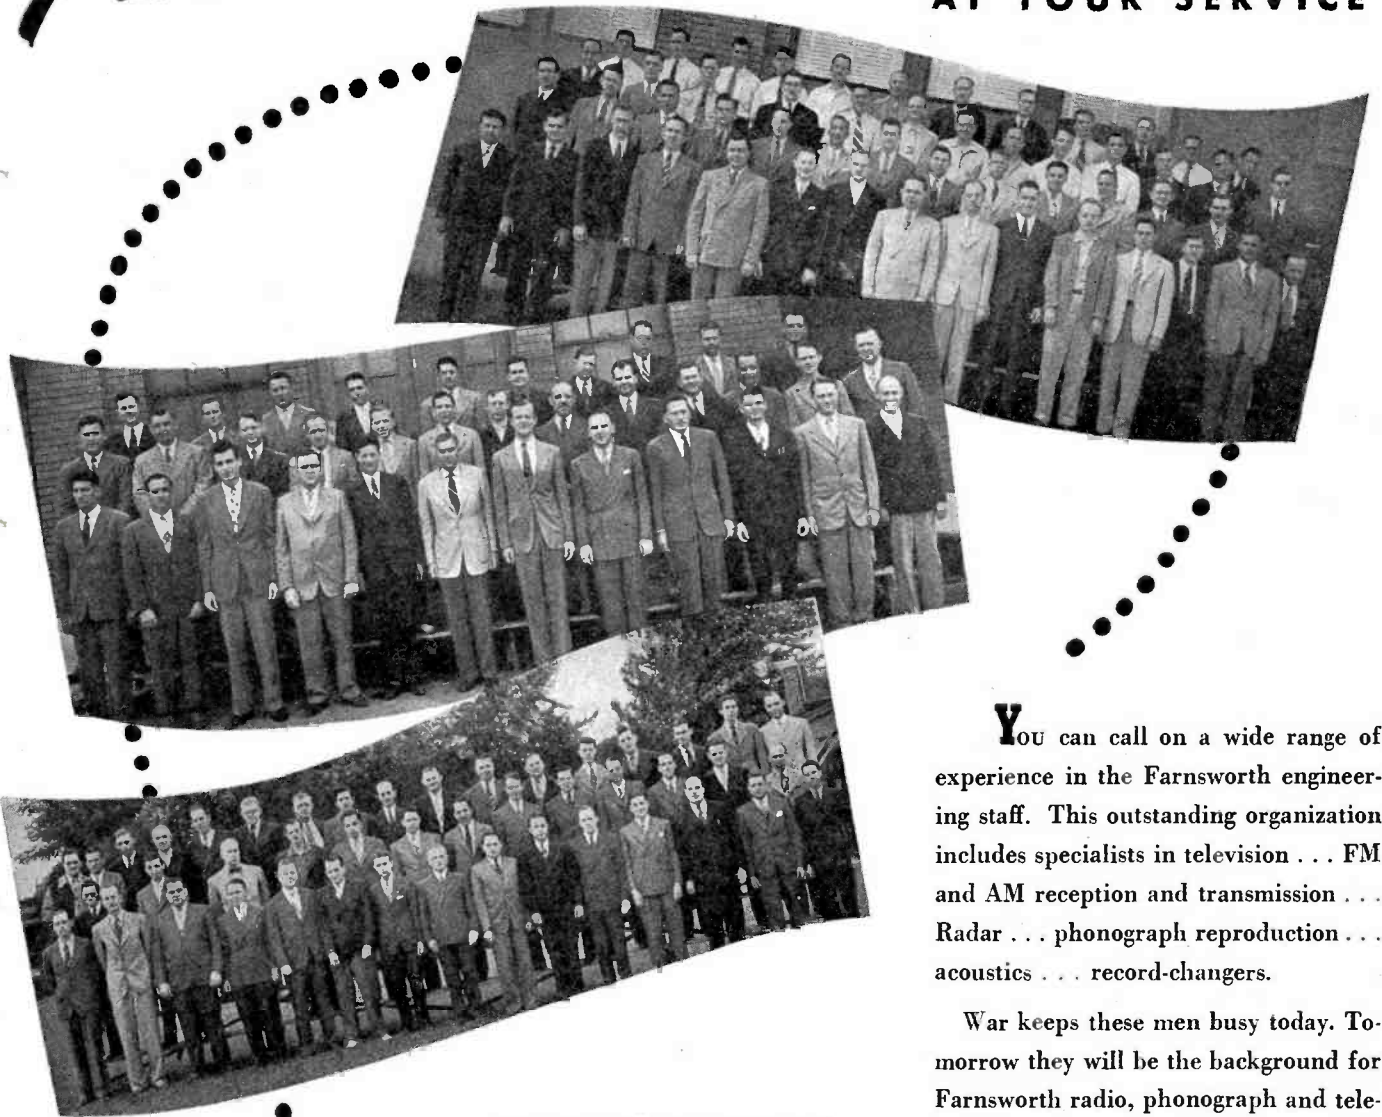 AT YOUR SERVICE
You can call on a wide range of
experience in the Farnsworth engineer-
ing staff. This outstanding organization
includes specialists in television . . . FM
and AM reception and transmission . . .
Radar . . . phonograph reproduction . . .
acoustics . . . record-changers.
War keeps these men busy today. To-
morrow they will be the background for
Farnsworth radio, phonograph and tele-